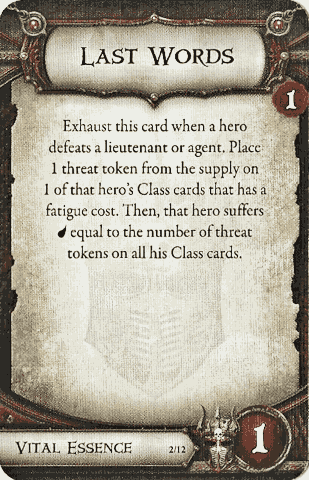 Last Words
1
Exhaust this card when a hero
defeats a lieutenant or agent. Place
1 threat token from the supply on
1 of that hero's Class cards that has a
fatigue cost. Then, that hero suffers
equal to the number of threat
tokens on all his Class cards.
Vital Essence
2/12
1